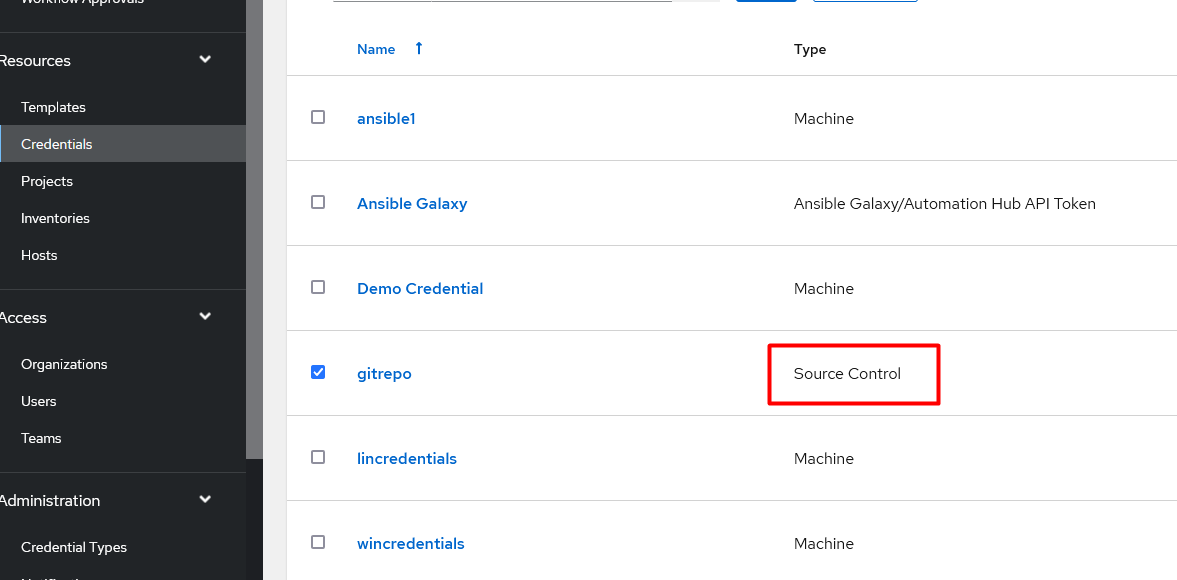 Workflow Approvals
Resources
Templates
Credentials
Projects
Inventories
Hosts
Access
Organizations
Users
Teams
Administration
Credential Types
Name Type
ansible1 Machine
Ansible Galaxy Ansible Galaxy/Automation Hub API Token
Demo Credential Machine
gitrepo Source Control
lincredentials Machine
wincredentials Machine